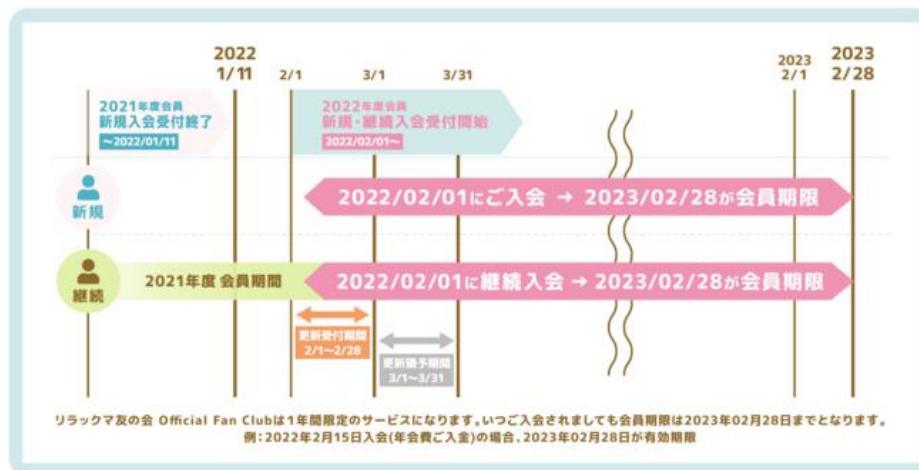 2022
1/11
2/1
3/1
3/31
2023
2/1
2023
2/28
2021年度会員
新規入会受付終了
〜2022/01/11
2022年度会員
新規・継続入会受付開始
2022/02/01〜
新規
2022/02/01にご入会 → 2023/02/28が会員期限
継続
2021年度 会員期間
2022/02/01に継続入会 → 2023/02/28が会員期限
更新受付期間
2/1〜2/28
更新猶予期間
3/1〜3/31
リラックマ友の会 Official Fan Clubは1年間限定のサービスになります。いつご入会されましても会員期限は2023年02月28日までとなります。
例：2022年2月15日入会(年会費ご入金)の場合、2023年02月28日が有効期限